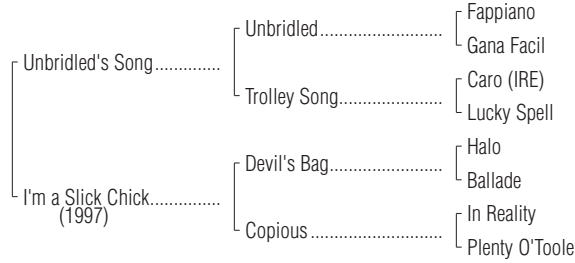 Fappiano
Unbridled
Gana Facil
Unbridled's Song
Caro (IRE)
Trolley Song
Lucky Spell
Halo
Devil's Bag
Ballade
I'm a Slick Chick
(1997)
In Reality
Copious
Plenty O'Toole